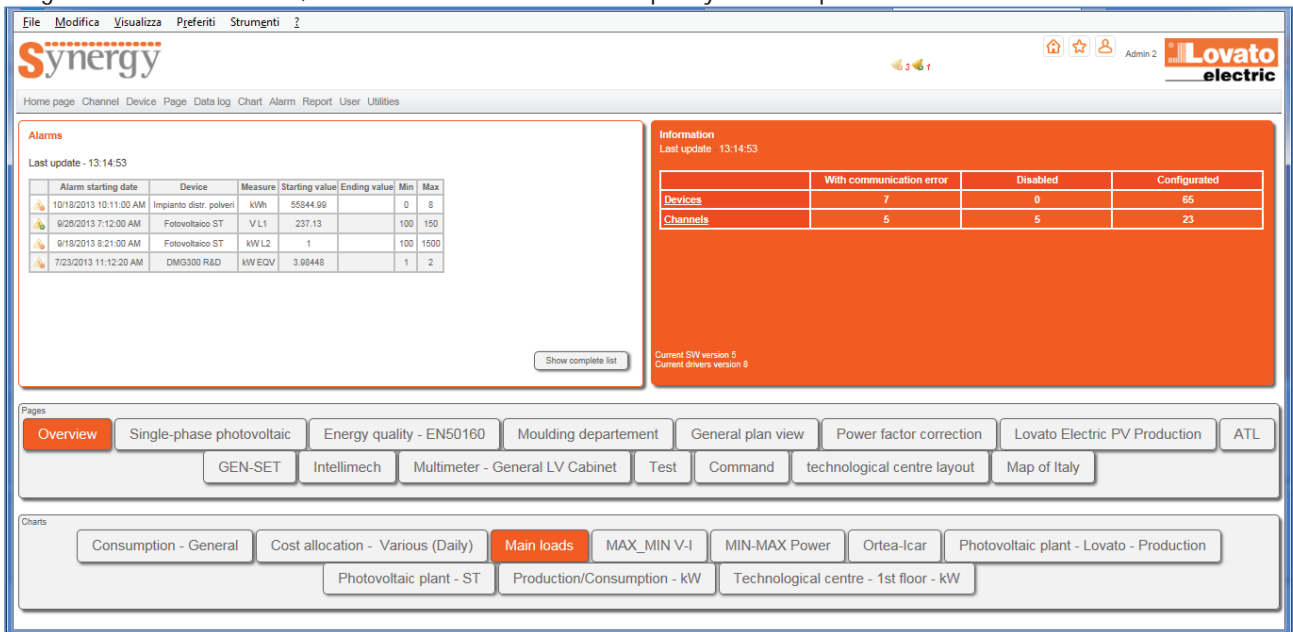 File Modifica Visualizza Preferiti Strumenti ?
Synergy
3 1
Admin 2
Lovato
electric
Home page Channel Device Page Data log Chart Alarm Report User Utilities
Alarms
Last update - 13:14:53
Alarm starting date Device Measure Starting value Ending value Min Max
10/18/2013 10:11:00 AM Impianto distr. polveri kWh 55844.99 0 8
9/26/2013 7:12:00 AM Fotovoltaico ST V L1 237.13 100 150
9/18/2013 8:21:00 AM Fotovoltaico ST kW L2 1 100 1500
7/23/2013 11:12:20 AM DMG300 R&D kW EQV 3.98448 1 2
Show complete list
Information
Last update - 13:14:53
With communication error Disabled Configurated
Devices 7 0 65
Channels 5 5 23
Current SW version 5
Current drivers version 8
Pages
Overview Single-phase photovoltaic Energy quality - EN50160 Moulding departement General plan view Power factor correction Lovato Electric PV Production ATL
GEN-SET Intellimech Multimeter - General LV Cabinet Test Command technological centre layout Map of Italy
Charts
Consumption - General Cost allocation - Various (Daily) Main loads MAX_MIN V-I MIN-MAX Power Ortea-Icar Photovoltaic plant - Lovato - Production
Photovoltaic plant - ST Production/Consumption - kW Technological centre - 1st floor - kW